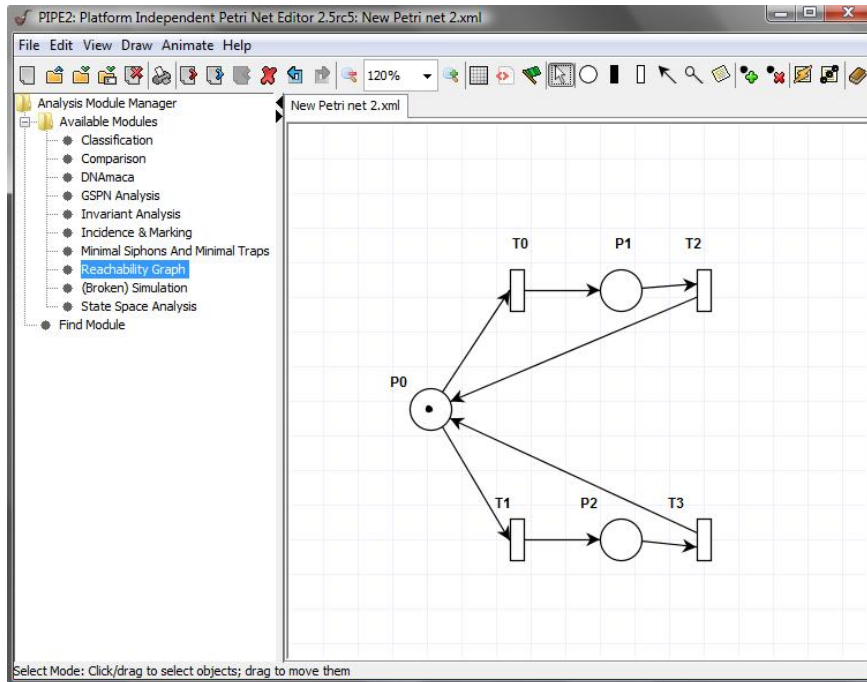 PIPE2: Platform Independent Petri Net Editor 2.5rc5: New Petri net 2.xml
File Edit View Draw Animate Help
120%
Analysis Module Manager
Available Modules
Classification
Comparison
DNAmaca
GSPN Analysis
Invariant Analysis
Incidence & Marking
Minimal Siphons And Minimal Traps
Reachability Graph
(Broken) Simulation
State Space Analysis
Find Module
New Petri net 2.xml
T0 P1 T2
P0
T1 P2 T3
Select Mode: Click/drag to select objects; drag to move them